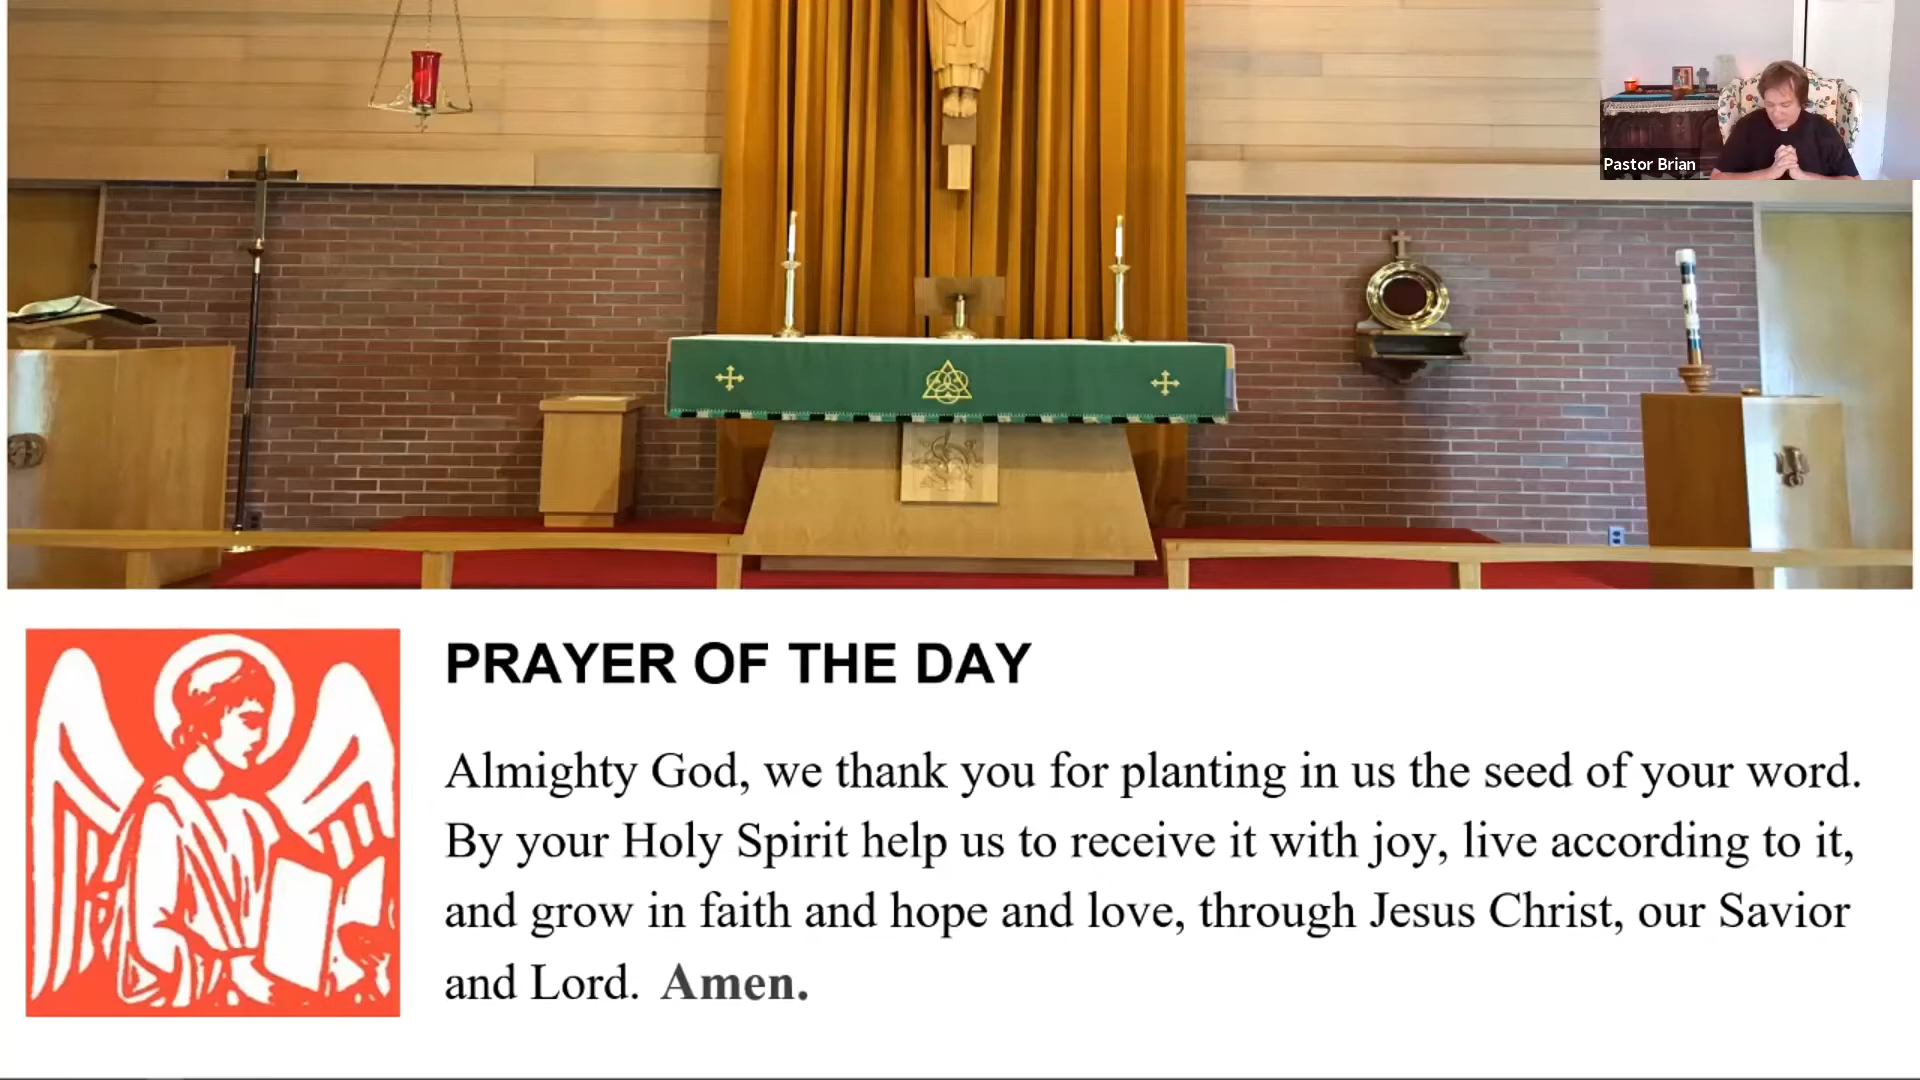 Pastor Brian
PRAYER OF THE DAY
Almighty God, we thank you for planting in us the seed of your word.
By your Holy Spirit help us to receive it with joy, live according to it,
and grow in faith and hope and love, through Jesus Christ, our Savior
and Lord. Amen.